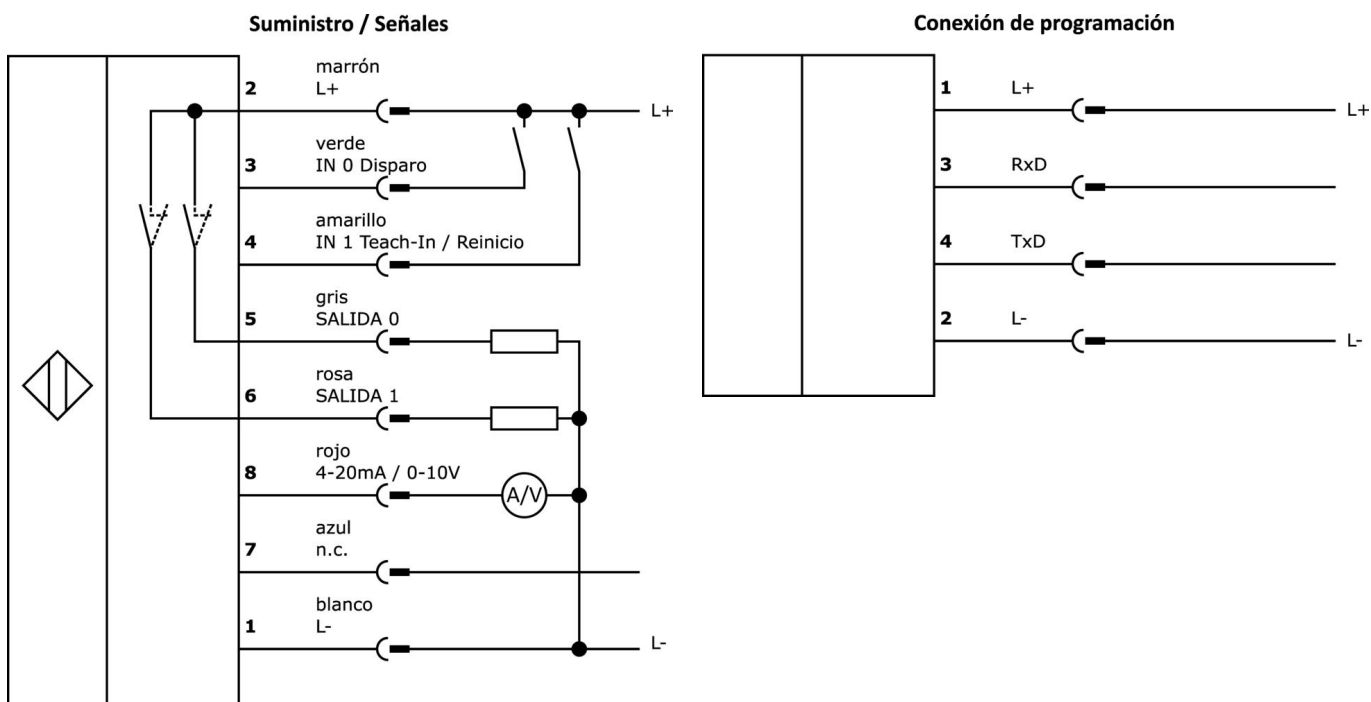 Suministro / Señales
marrón
2 L+
L+
verde
3 IN 0 Disparo
amarillo
4 IN 1 Teach-In / Reinicio
gris
5 SALIDA 0
rosa
6 SALIDA 1
rojo
8 4-20mA / 0-10V
A/V
azul
7 n.c.
blanco
1 L-
L-
Conexión de programación
1 L+
L+
3 RxD
4 TxD
2 L-
L-